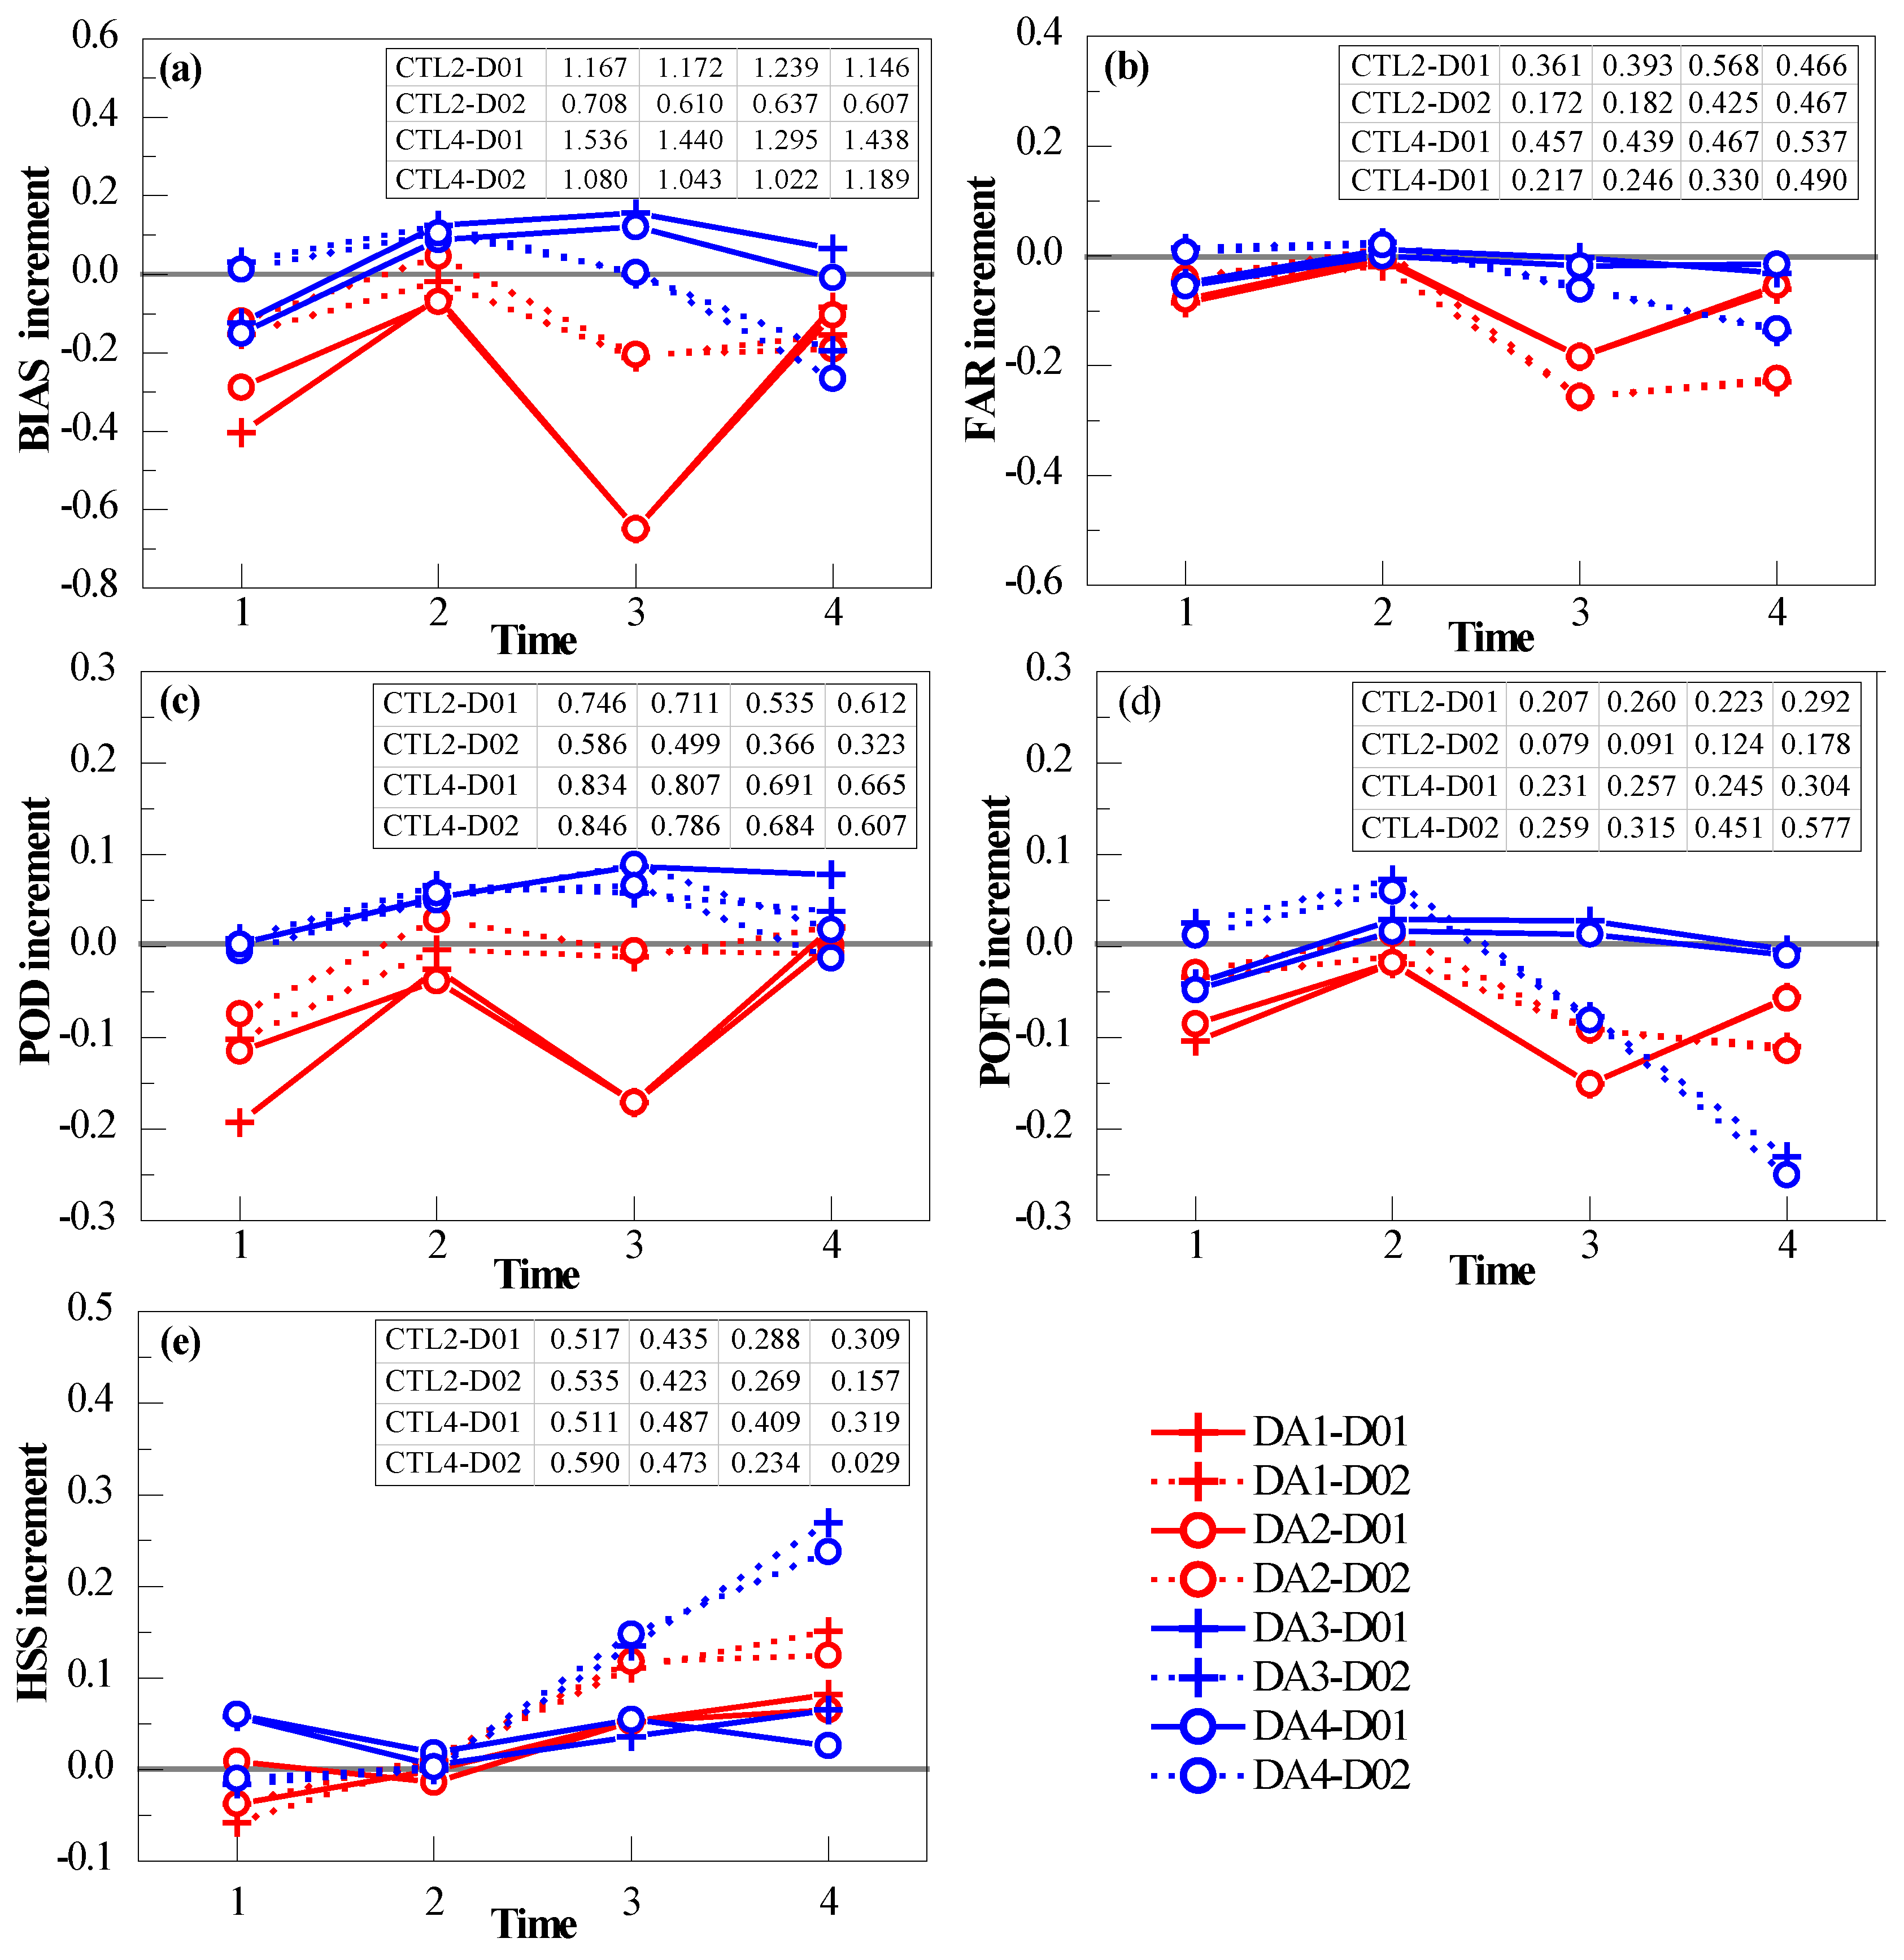 (a)
CTL2-D01 1.167 1.172 1.239 1.146
CTL2-D02 0.708 0.610 0.637 0.607
CTL4-D01 1.536 1.440 1.295 1.438
CTL4-D02 1.080 1.043 1.022 1.189
BIAS increment
0.6
0.4
0.2
0.0
-0.2
-0.4
-0.6
-0.8
1 2 3 4
Time
(b)
CTL2-D01 0.361 0.393 0.568 0.466
CTL2-D02 0.172 0.182 0.425 0.467
CTL4-D01 0.457 0.439 0.467 0.537
CTL4-D01 0.217 0.246 0.330 0.490
FAR increment
0.4
0.2
0.0
-0.2
-0.4
-0.6
1 2 3 4
Time
(c)
CTL2-D01 0.746 0.711 0.535 0.612
CTL2-D02 0.586 0.499 0.366 0.323
CTL4-D01 0.834 0.807 0.691 0.665
CTL4-D02 0.846 0.786 0.684 0.607
POD increment
0.3
0.2
0.1
0.0
-0.1
-0.2
-0.3
1 2 3 4
Time
(d)
CTL2-D01 0.207 0.260 0.223 0.292
CTL2-D02 0.079 0.091 0.124 0.178
CTL4-D01 0.231 0.257 0.245 0.304
CTL4-D02 0.259 0.315 0.451 0.577
POFD increment
0.3
0.2
0.1
0.0
-0.1
-0.2
-0.3
1 2 3 4
Time
(e)
CTL2-D01 0.517 0.435 0.288 0.309
CTL2-D02 0.535 0.423 0.269 0.157
CTL4-D01 0.511 0.487 0.409 0.319
CTL4-D02 0.590 0.473 0.234 0.029
HSS increment
0.5
0.4
0.3
0.2
0.1
0.0
-0.1
1 2 3 4
Time
DA1-D01
DA1-D02
DA2-D01
DA2-D02
DA3-D01
DA3-D02
DA4-D01
DA4-D02